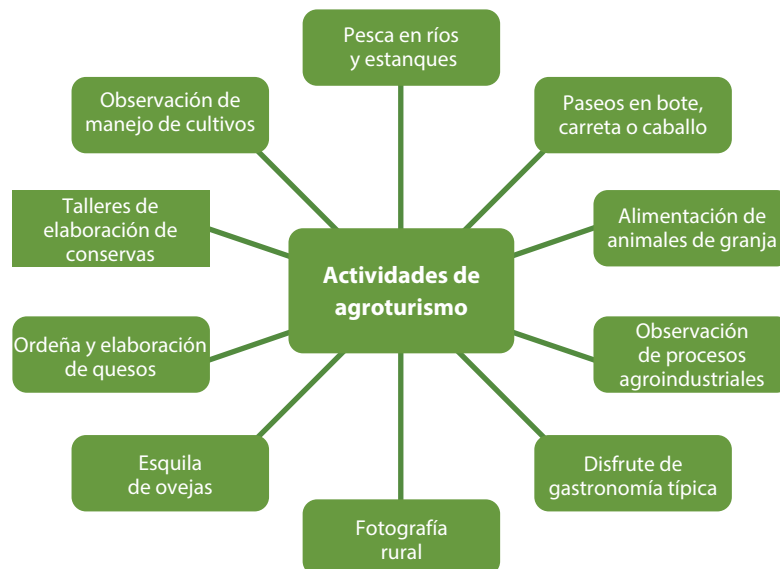 Pesca en ríos
y estanques
Observación de
manejo de cultivos
Paseos en bote,
carreta o caballo
Talleres de
elaboración de
conservas
Alimentación de
animales de granja
Actividades de
agroturismo
Ordeña y elaboración
de quesos
Observación
de procesos
agroindustriales
Esquila
de ovejas
Disfrute de
gastronomía típica
Fotografía
rural